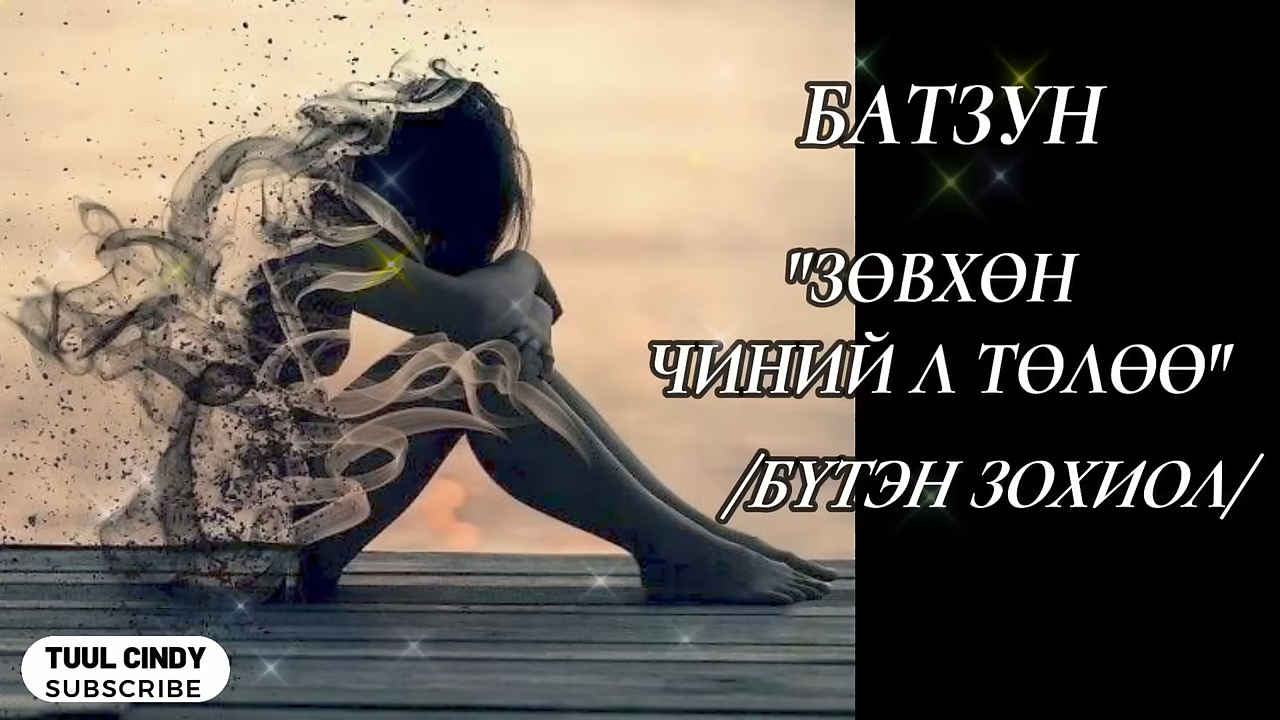 БАТЗУН
"ЗӨВХӨН
ЧИНИЙ Л ТӨЛӨӨ"
/БҮТЭН ЗОХИОЛ/
TUUL CINDY
SUBSCRIBE